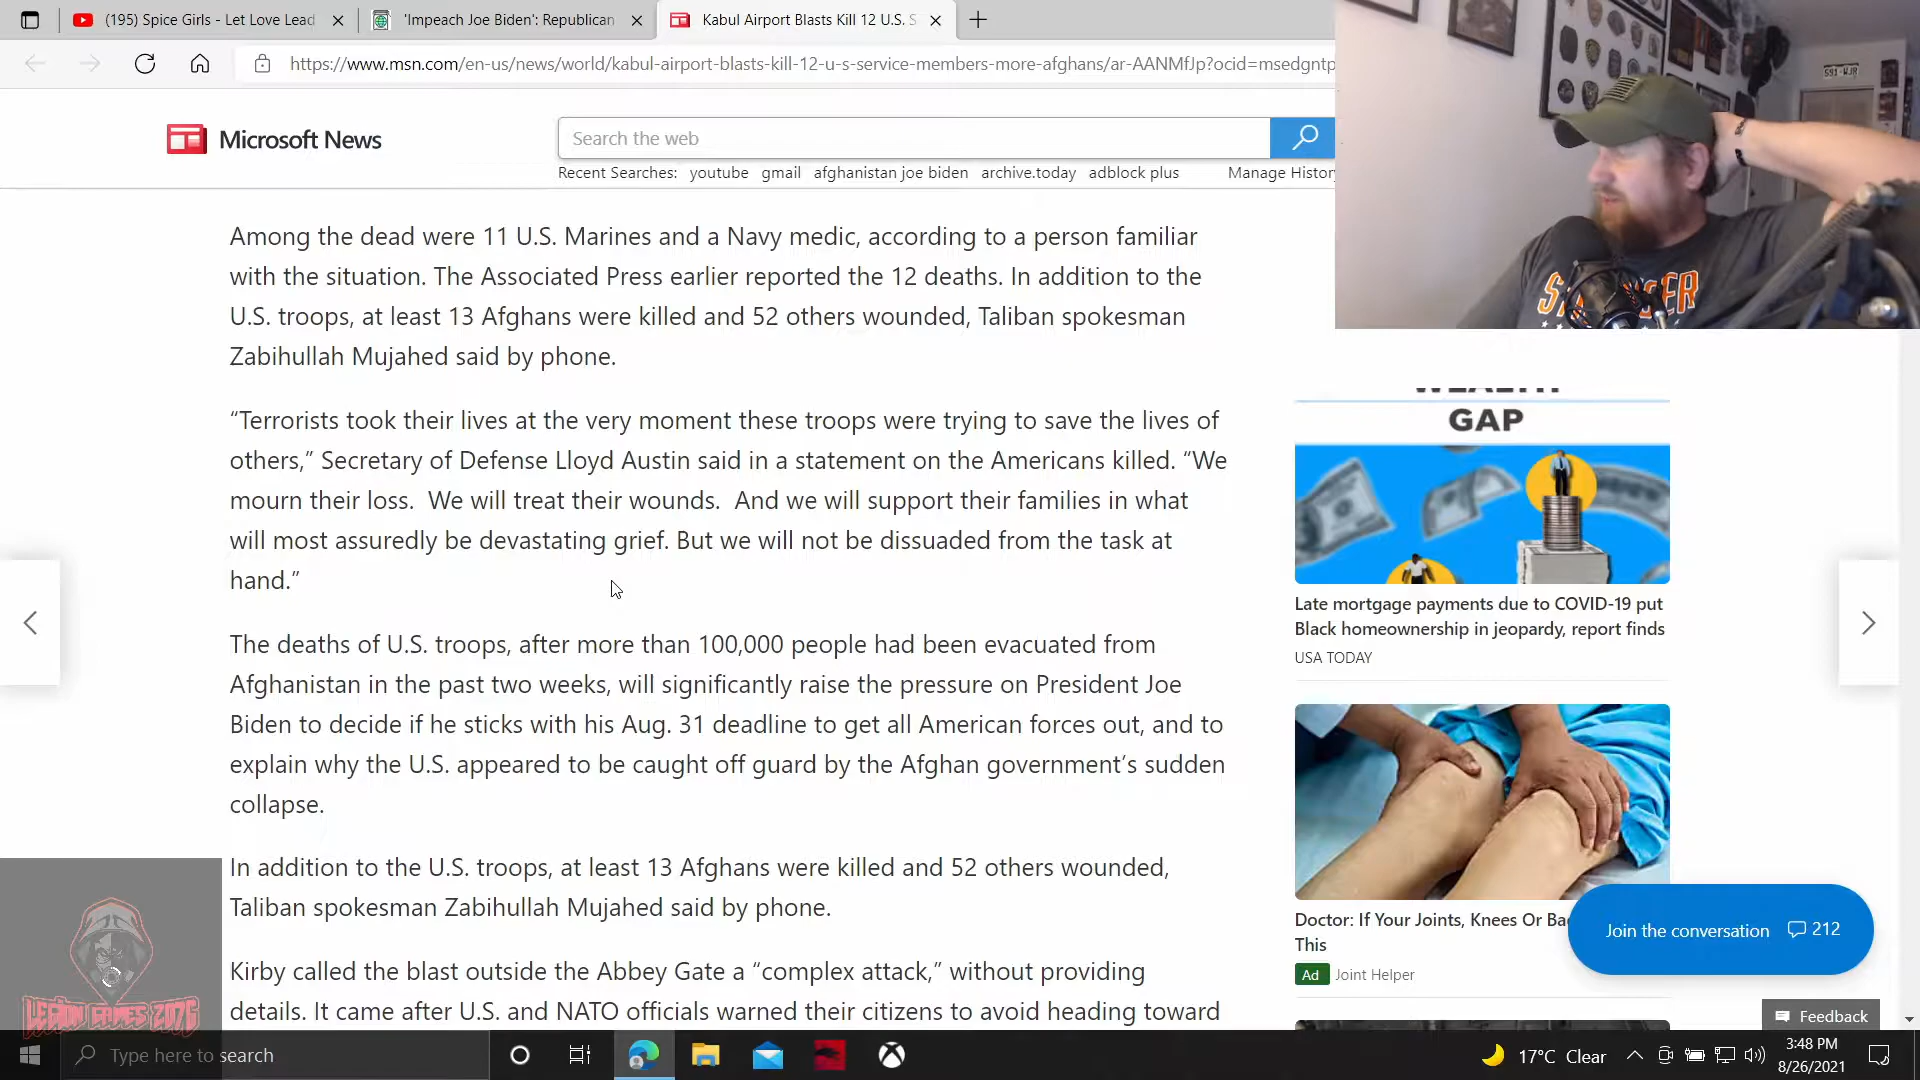 (195) Spice Girls - Let Love Lead
'Impeach Joe Biden': Republican
Kabul Airport Blasts Kill 12 U.S. S
https://www.msn.com/en-us/news/world/kabul-airport-blasts-kill-12-u-s-service-members-more-afghans/ar-AANMfJp?ocid=msedgntp
591-WJR
Microsoft News
Search the web
Recent Searches: youtube gmail afghanistan joe biden archive.today adblock plus Manage History
Among the dead were 11 U.S. Marines and a Navy medic, according to a person familiar
with the situation. The Associated Press earlier reported the 12 deaths. In addition to the
U.S. troops, at least 13 Afghans were killed and 52 others wounded, Taliban spokesman
Zabihullah Mujahed said by phone.
“Terrorists took their lives at the very moment these troops were trying to save the lives of
others,” Secretary of Defense Lloyd Austin said in a statement on the Americans killed. “We
mourn their loss.  We will treat their wounds.  And we will support their families in what
will most assuredly be devastating grief. But we will not be dissuaded from the task at
hand.”
The deaths of U.S. troops, after more than 100,000 people had been evacuated from
Afghanistan in the past two weeks, will significantly raise the pressure on President Joe
Biden to decide if he sticks with his Aug. 31 deadline to get all American forces out, and to
explain why the U.S. appeared to be caught off guard by the Afghan government’s sudden
collapse.
In addition to the U.S. troops, at least 13 Afghans were killed and 52 others wounded,
Taliban spokesman Zabihullah Mujahed said by phone.
Kirby called the blast outside the Abbey Gate a “complex attack,” without providing
details. It came after U.S. and NATO officials warned their citizens to avoid heading toward
WEALTH
GAP
Late mortgage payments due to COVID-19 put
Black homeownership in jeopardy, report finds
USA TODAY
Doctor: If Your Joints, Knees Or Ba
This
Ad Joint Helper
Join the conversation 212
Feedback
LEGION GAMES 2076
Type here to search
17°C Clear
3:48 PM
8/26/2021